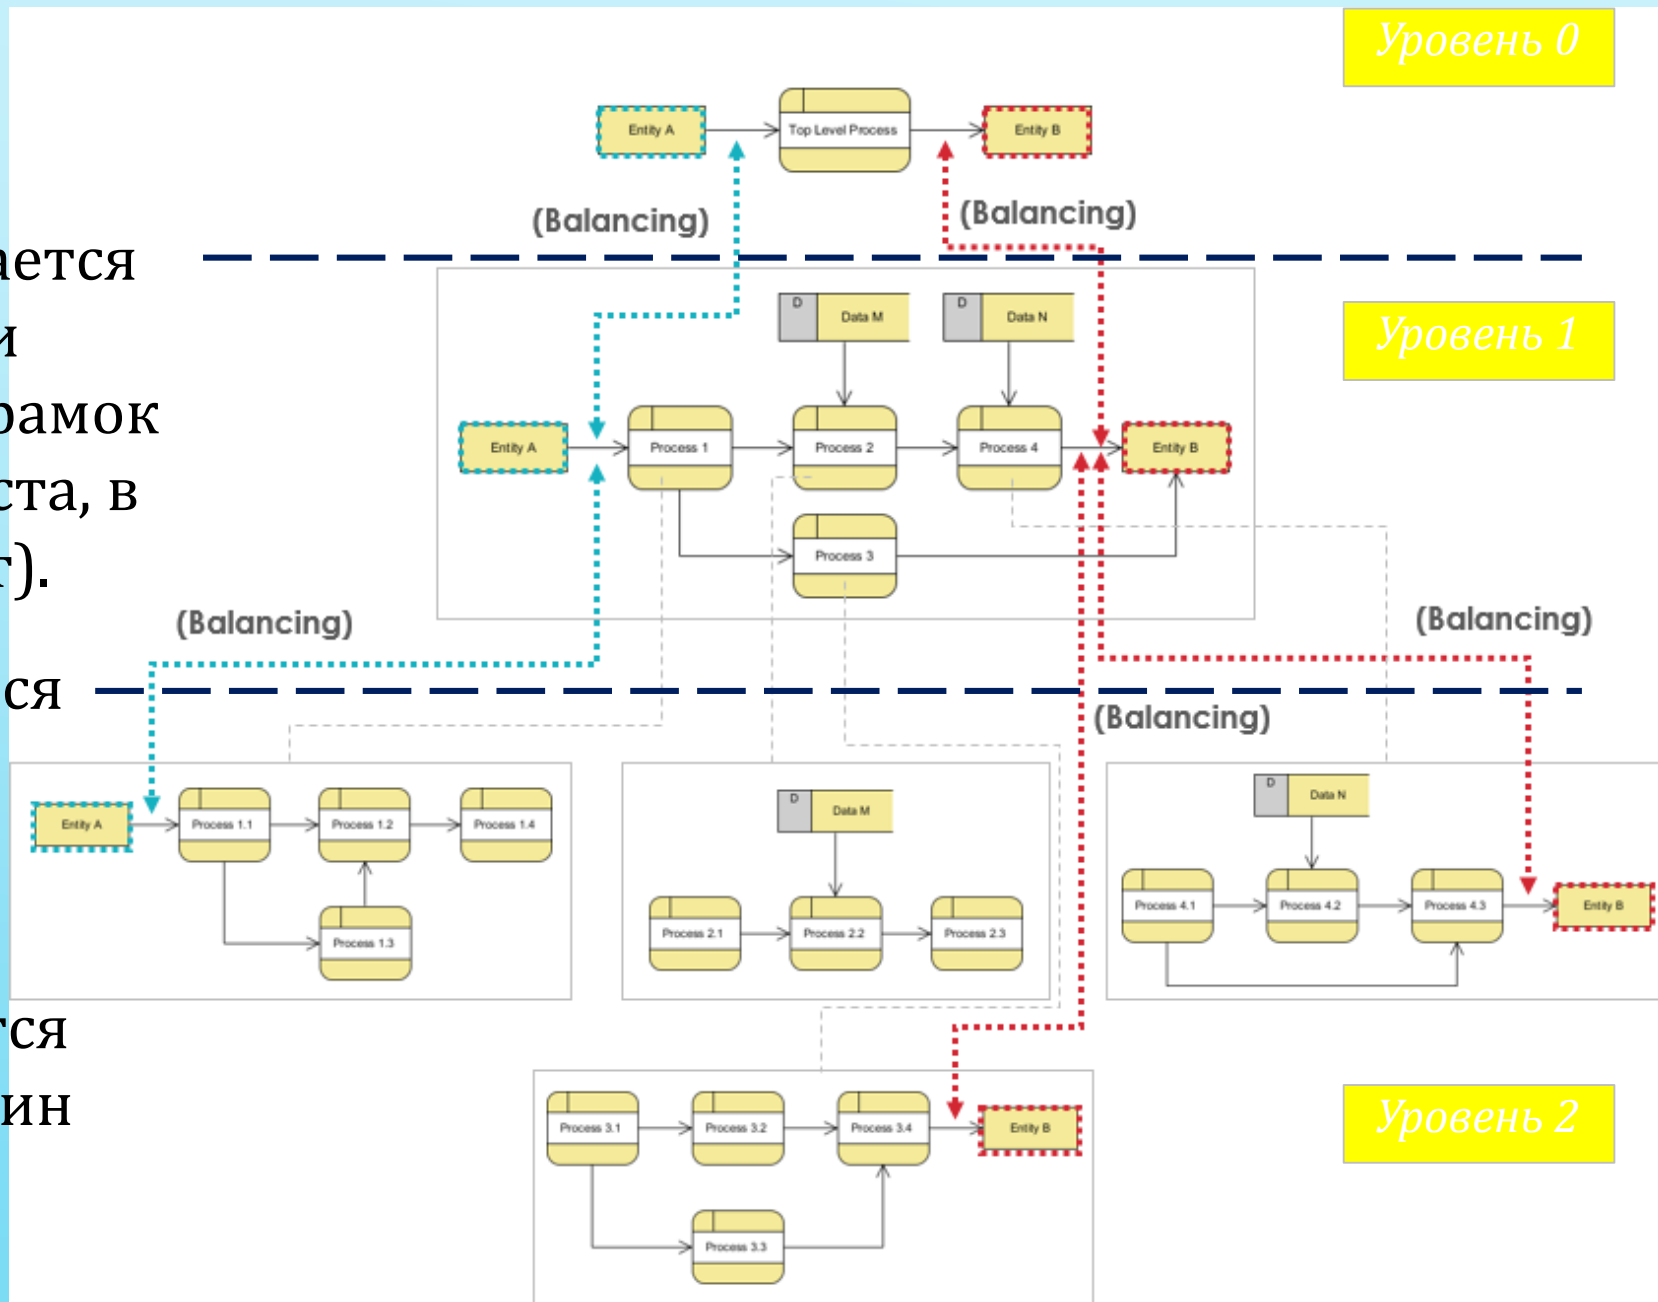 Уровень 0
Entity A
Top Level Process
Entity B
(Balancing)
(Balancing)
ается
и
рамок
ста, в
т).
ся
тся
ин
Уровень 1
D
Data M
D
Data N
Entity A
Process 1
Process 2
Process 4
Entity B
Process 3
(Balancing)
(Balancing)
(Balancing)
Entity A
Process 1.1
Process 1.2
Process 1.4
Process 1.3
D
Data M
Process 2.1
Process 2.2
Process 2.3
D
Data N
Process 4.1
Process 4.2
Process 4.3
Entity B
Уровень 2
Process 3.1
Process 3.2
Process 3.4
Entity B
Process 3.3